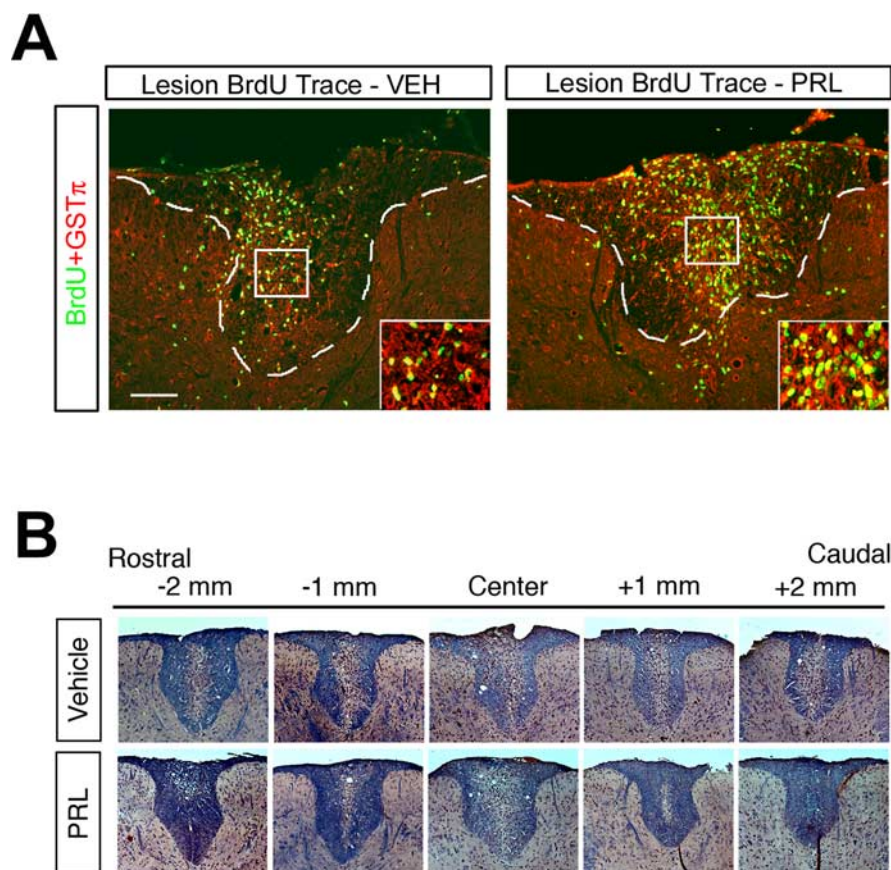 A
Lesion BrdU Trace - VEH
Lesion BrdU Trace - PRL
BrdU+GSTπ
B
Rostral
Caudal
-2 mm
-1 mm
Center
+1 mm
+2 mm
Vehicle
PRL